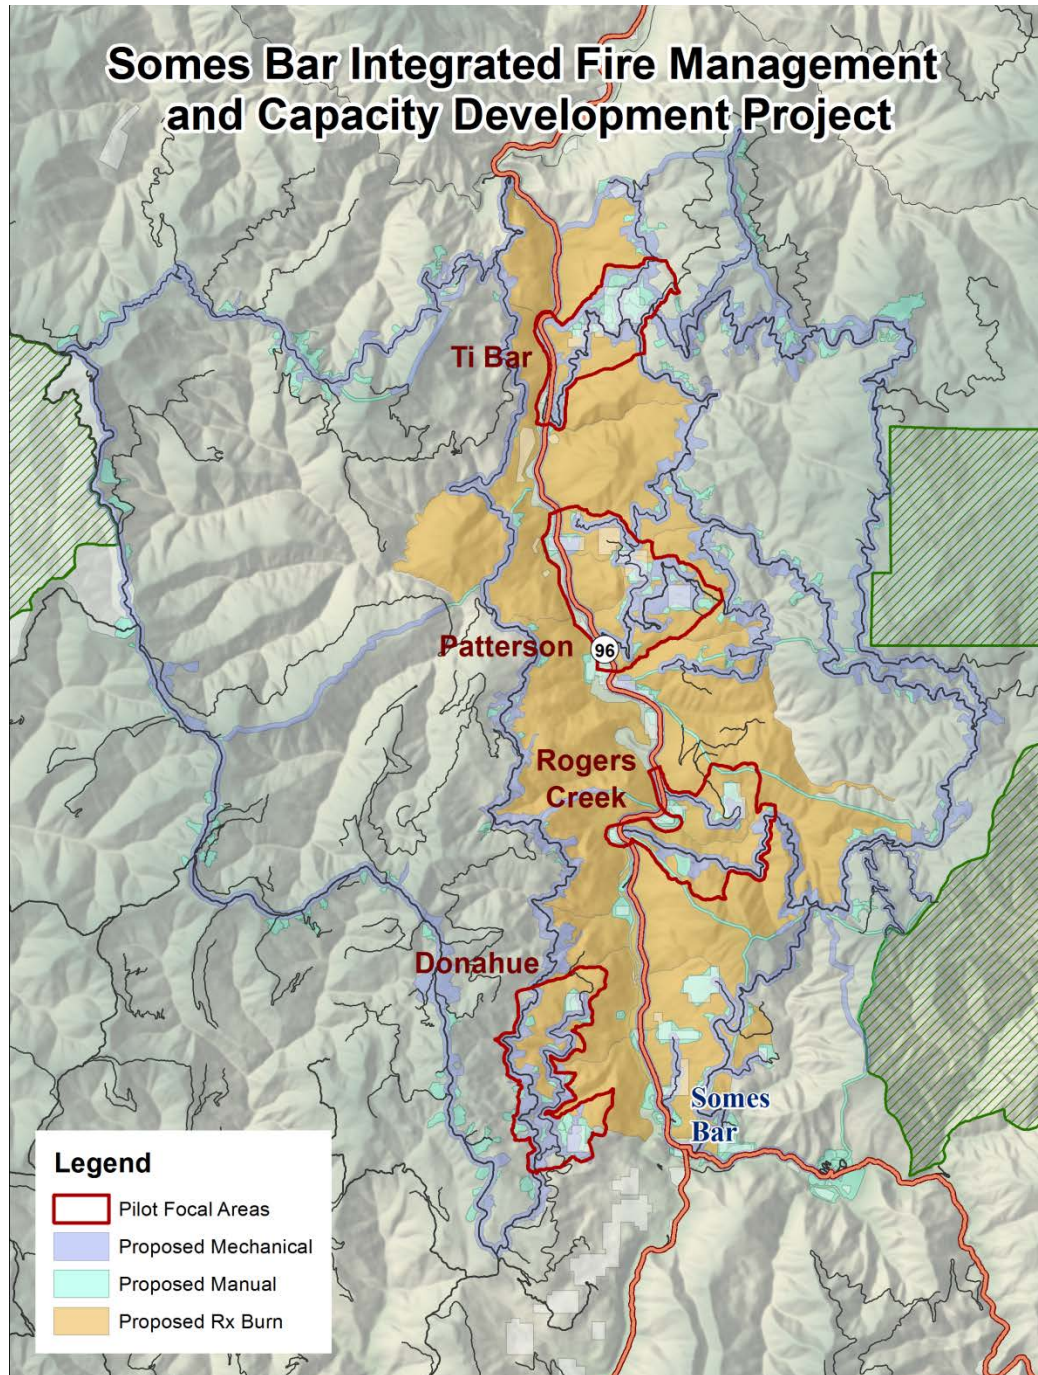 Somes Bar Integrated Fire Management
and Capacity Development Project
Ti Bar
Patterson
96
Rogers
Creek
Donahue
Somes
Bar
Legend
Pilot Focal Areas
Proposed Mechanical
Proposed Manual
Proposed Rx Burn